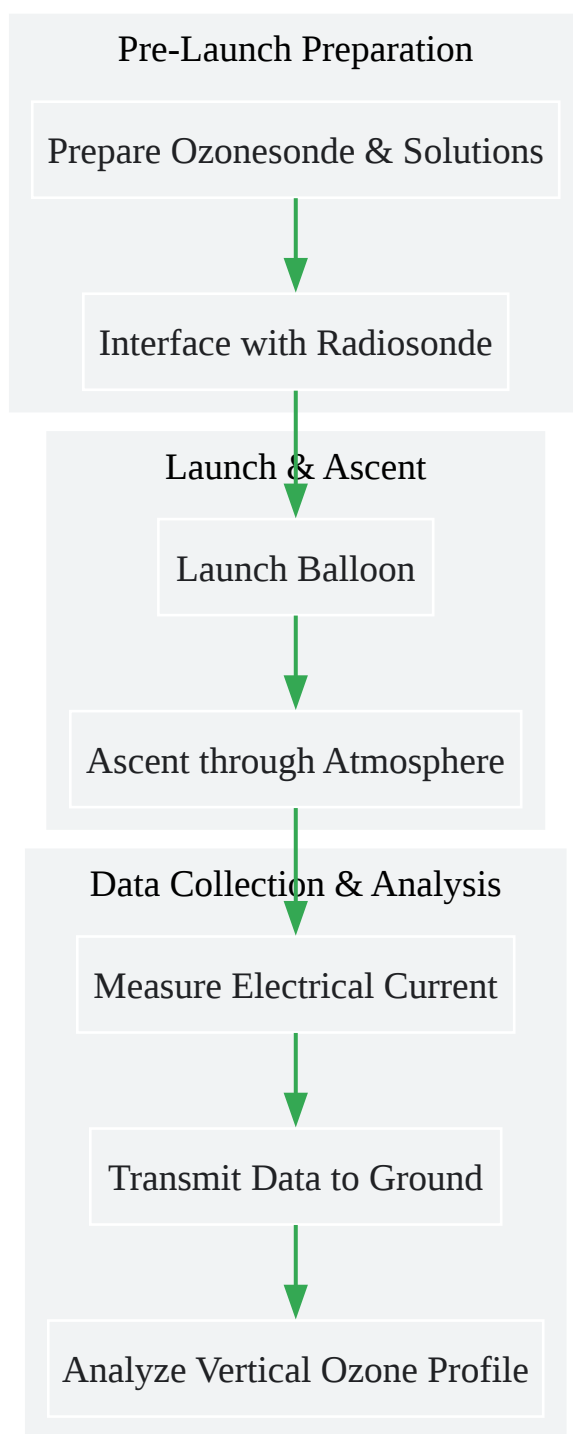 Pre-Launch Preparation
Prepare Ozonesonde & Solutions
Interface with Radiosonde
Launch & Ascent
Launch Balloon
Ascent through Atmosphere
Data Collection & Analysis
Measure Electrical Current
Transmit Data to Ground
Analyze Vertical Ozone Profile